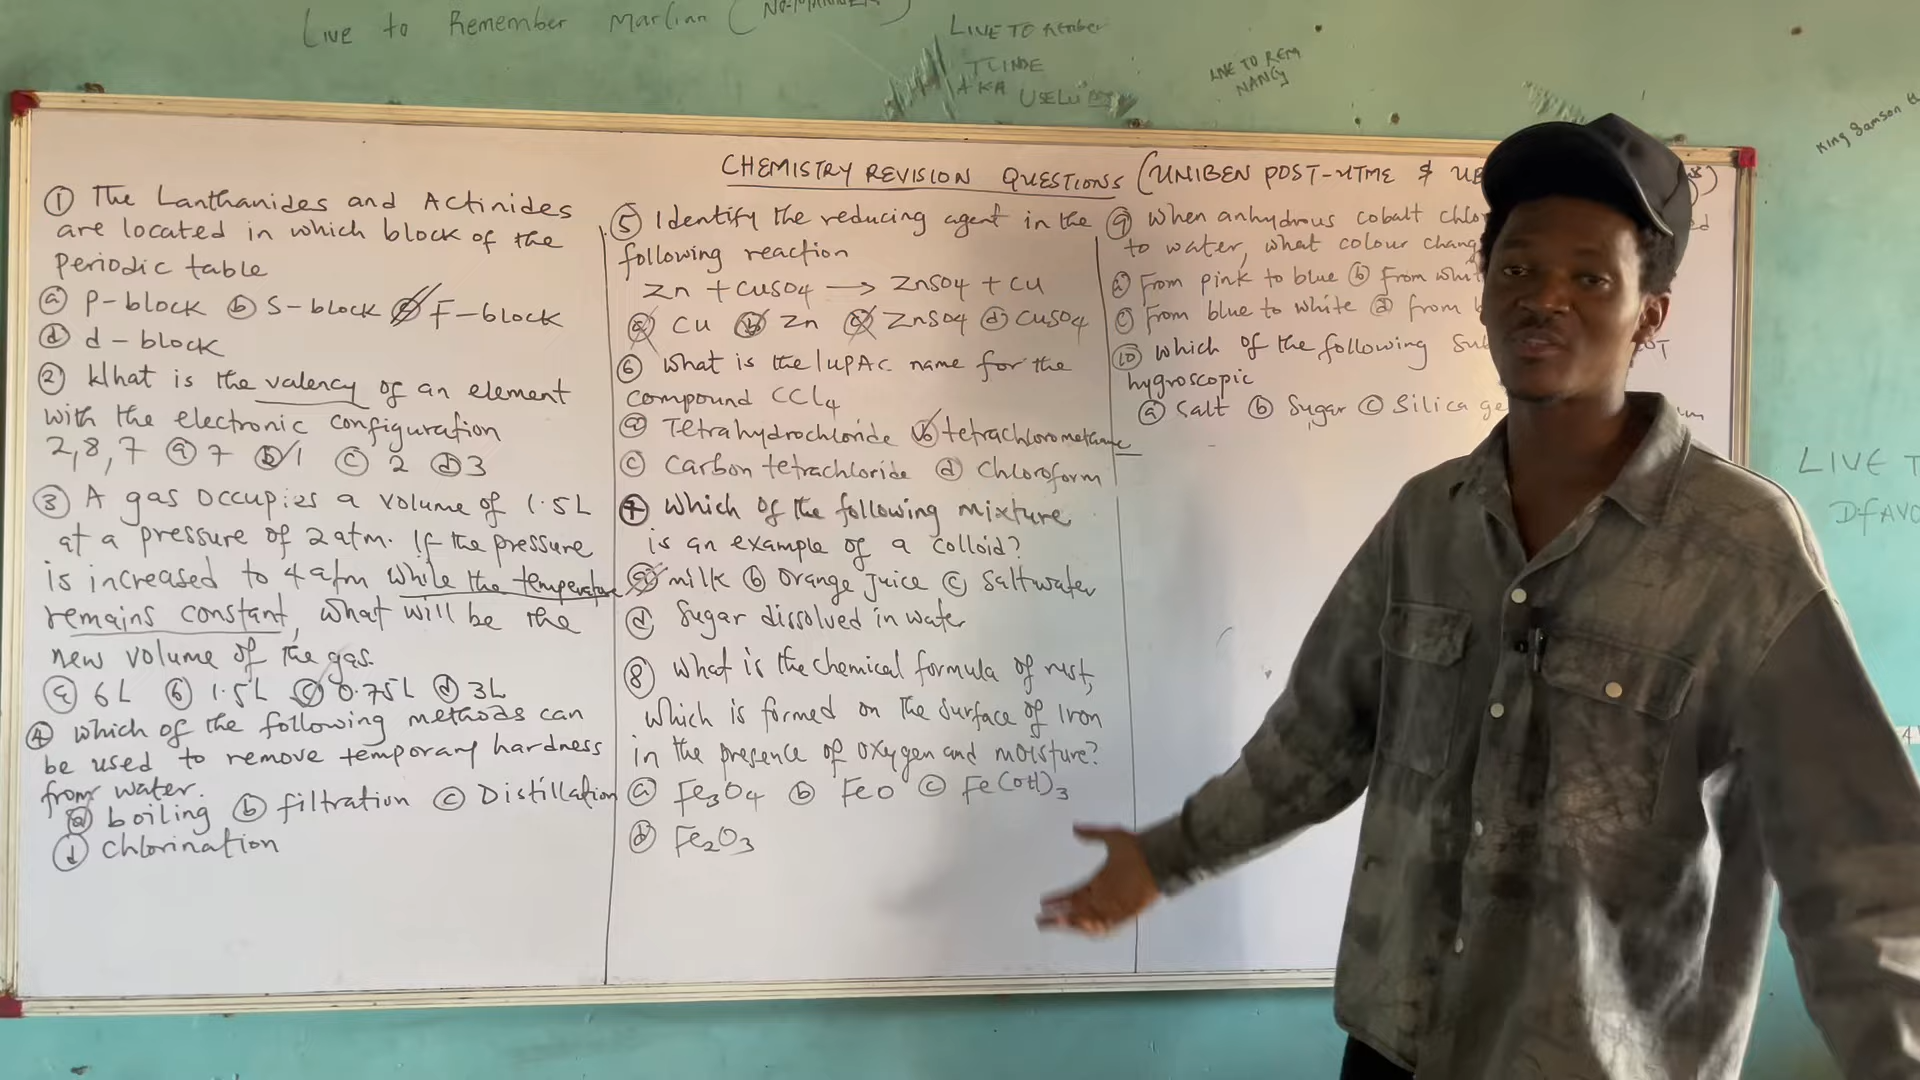 Live to Remember Marlian (No-MANNER)
LIVE TO REMBER
TUNDE
AKA USELU
LIVE TO REM
NANCY
King Samson
LIVE T
DFAVO
CHEMISTRY REVISION QUESTIONS (UNIBEN POST-UTME &
① The Lanthanides and Actinides
are located in which block of the
Periodic table
ⓐ P-block ⓑ S-block ⓒ F-block
ⓓ d-block
② What is the valency of an element
with the electronic configuration
2,8,7 ⓐ 7 ⓑ 1 ⓒ 2 ⓓ 3
③ A gas occupies a volume of 1.5L
at a pressure of 2atm. If the pressure
is increased to 4atm while the temperature
remains constant, what will be the
new volume of the gas.
ⓐ 6L ⓑ 1.5L ⓒ 0.75L ⓓ 3L
④ Which of the following methods can
be used to remove temporary hardness
from water.
ⓐ boiling ⓑ filtration ⓒ Distillation
ⓓ Chlorination
⑤ Identify the reducing agent in the
following reaction
Zn + CuSO4 → ZnSO4 + Cu
ⓐ Cu ⓑ Zn ⓒ ZnSO4 ⓓ CuSO4
⑥ What is the IUPAC name for the
compound CCl4
ⓐ Tetrahydrochloride ⓑ tetrachloromethane
ⓒ Carbon tetrachloride ⓓ Chloroform
⑦ Which of the following mixture
is an example of a colloid?
ⓐ milk ⓑ Orange juice ⓒ Saltwater
ⓓ Sugar dissolved in water
⑧ What is the chemical formula of rust,
which is formed on the surface of Iron
in the presence of oxygen and moisture?
ⓐ Fe3O4 ⓑ FeO ⓒ Fe(OH)3
ⓓ Fe2O3
⑨ When anhydrous cobalt chlo
to water, what colour chang
ⓐ From pink to blue ⓑ From whit
ⓒ From blue to white ⓓ from b
⑩ Which of the following Su
hygroscopic
ⓐ Salt ⓑ Sugar ⓒ Silica ge